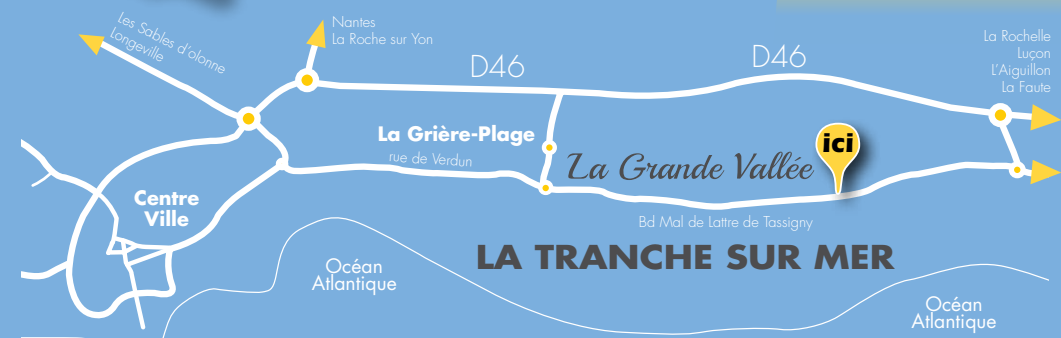 Les Sables d'olonne
Longeville
Nantes
La Roche sur Yon
D46
D46
La Rochelle
Luçon
L'Aiguillon
La Faute
La Grière-Plage
rue de Verdun
La Grande Vallée
ici
Centre
Ville
Bd Mal de Lattre de Tassigny
LA TRANCHE SUR MER
Océan
Atlantique
Océan
Atlantique